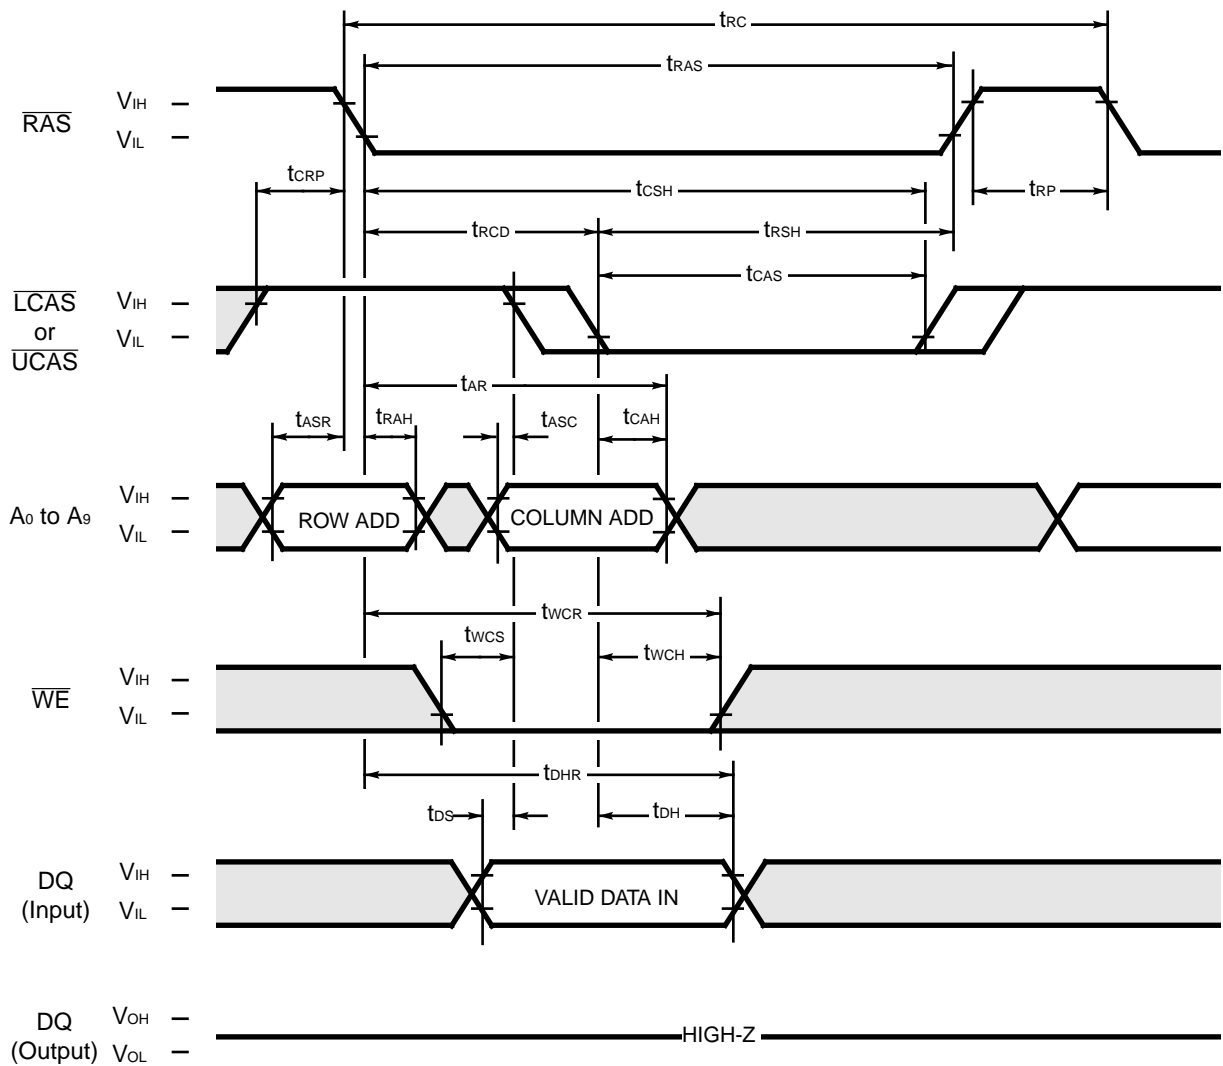 tRC
tRAS
RAS
VIH
VIL
tCRP
tCSH
tRP
tRCD
tRSH
tCAS
LCAS
or
UCAS
VIH
VIL
tAR
tASR
tRAH
tASC
tCAH
A0 to A9
VIH
VIL
ROW ADD
COLUMN ADD
tWCR
tWCS
tWCH
WE
VIH
VIL
tDHR
tDS
tDH
DQ
(Input)
VIH
VIL
VALID DATA IN
DQ
(Output)
VOH
VOL
HIGH-Z